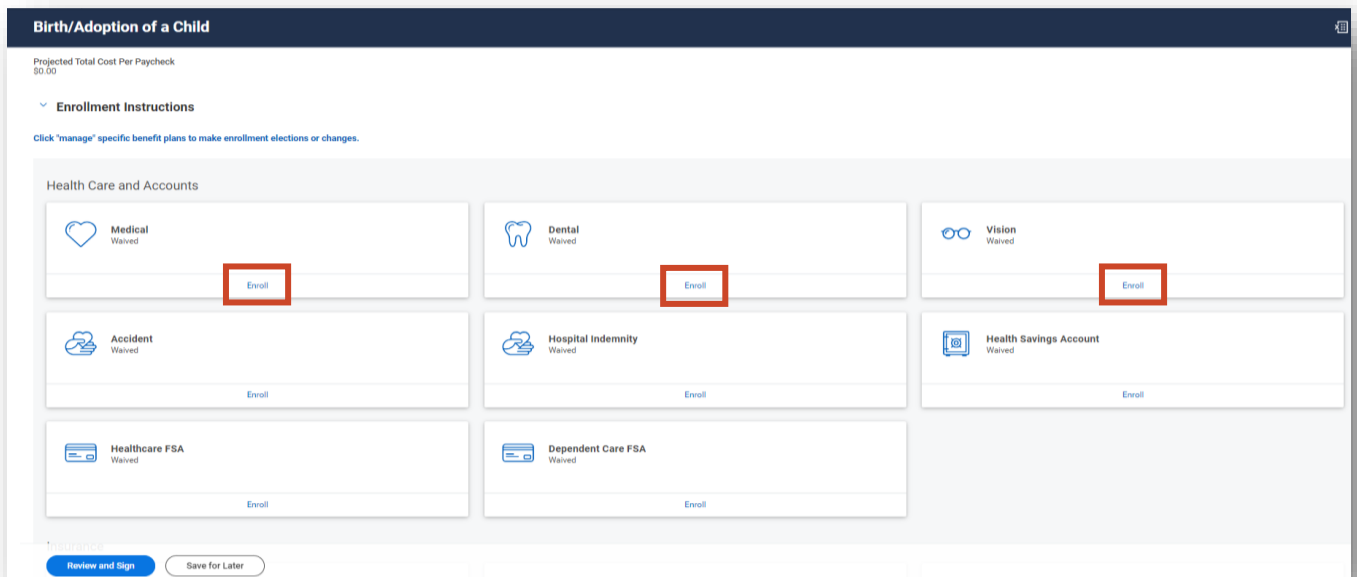 Birth/Adoption of a Child
Projected Total Cost Per Paycheck
$0.00
Enrollment Instructions
Click "manage" specific benefit plans to make enrollment elections or changes.
Health Care and Accounts
Medical
Waived
Enroll
Dental
Waived
Enroll
Vision
Waived
Enroll
Accident
Waived
Enroll
Hospital Indemnity
Waived
Enroll
Health Savings Account
Waived
Enroll
Healthcare FSA
Waived
Enroll
Dependent Care FSA
Waived
Enroll
Insurance
Review and Sign
Save for Later